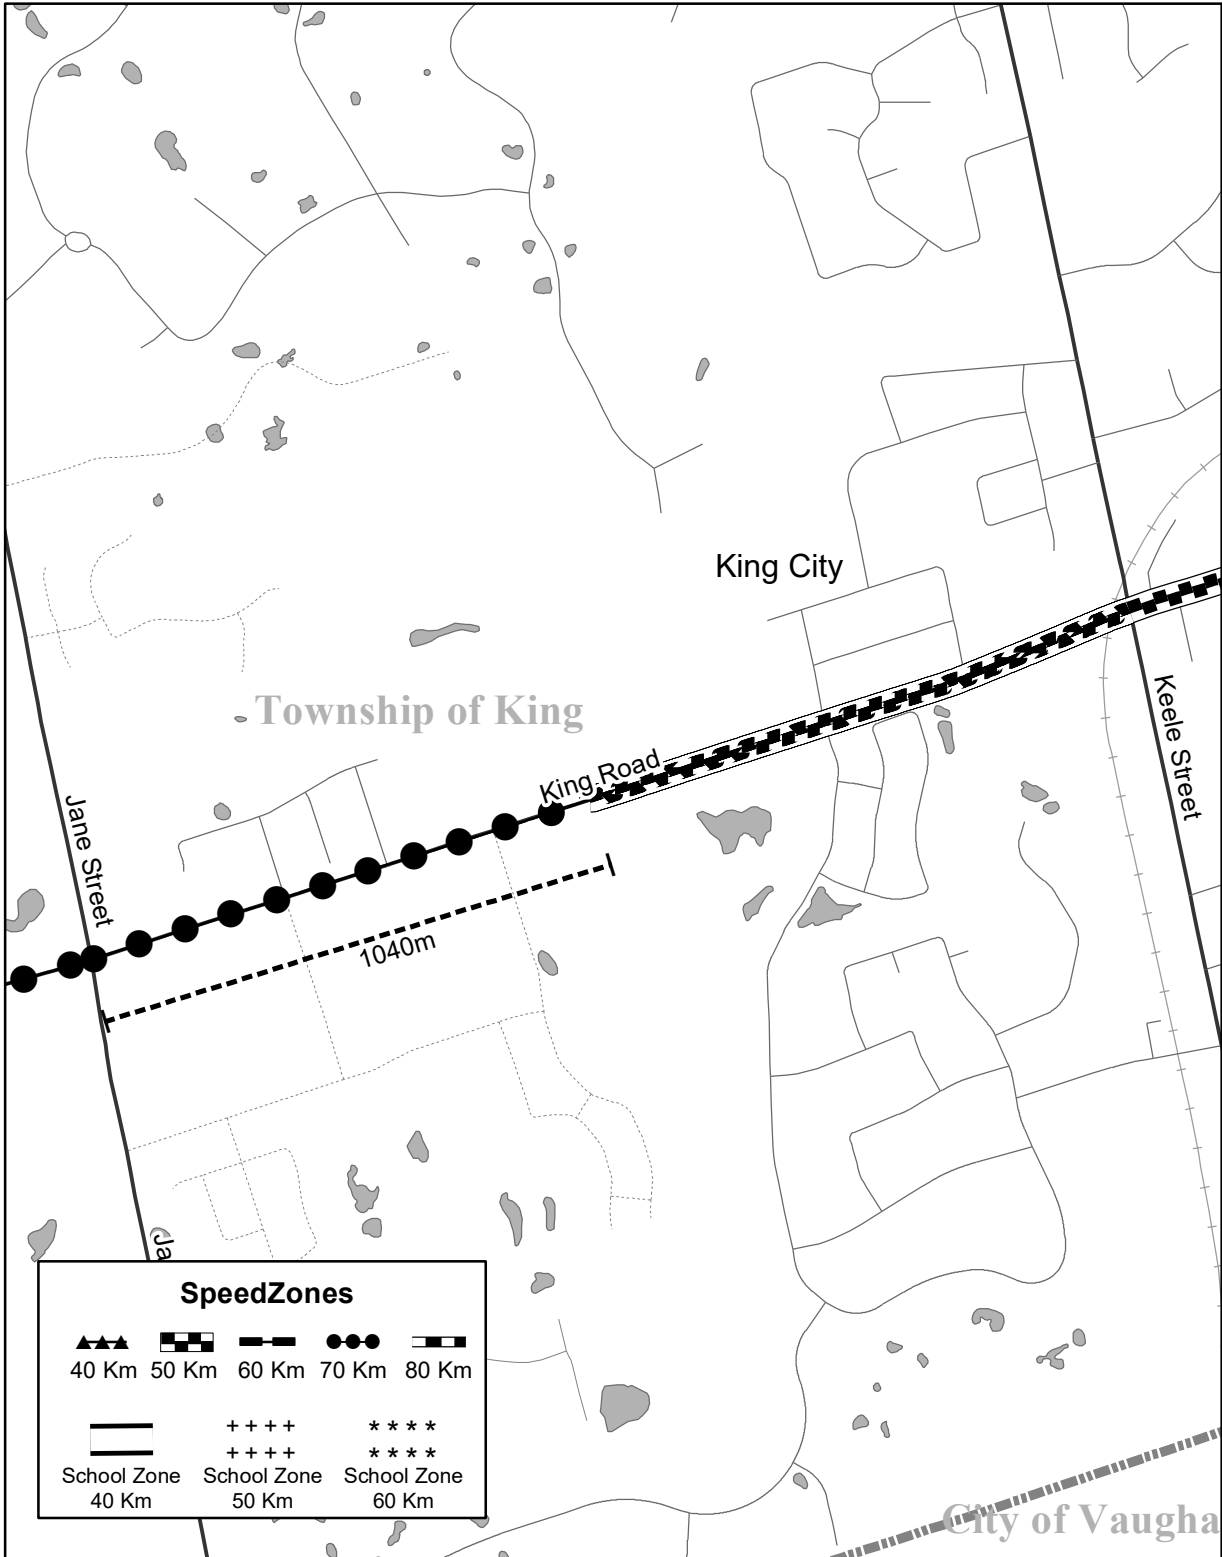 King City
Township of King
King Road
Keele Street
Jane Street
1040m
Ja
SpeedZones
40 Km 50 Km 60 Km 70 Km 80 Km
+ + + + * * * *
+ + + + * * * *
School Zone School Zone School Zone
40 Km 50 Km 60 Km
City of Vaugha